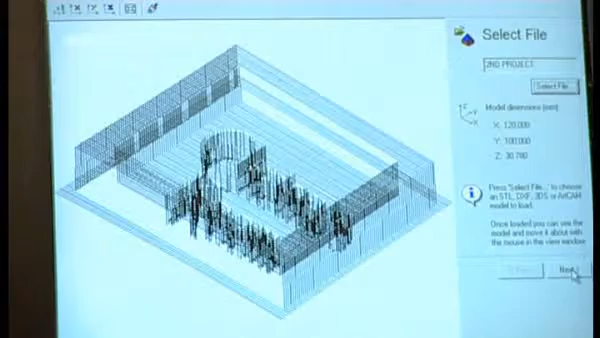 Select File
2ND PROJECT
Select File...
Model dimensions (mm)
X: 120.000
Y: 100.000
Z: 30.780
Press 'Select File...' to choose
an STL, DXF, 3DS or ArtCAM
model to load.
Once loaded you can see the
model and move it about with
the mouse in the view window
Next